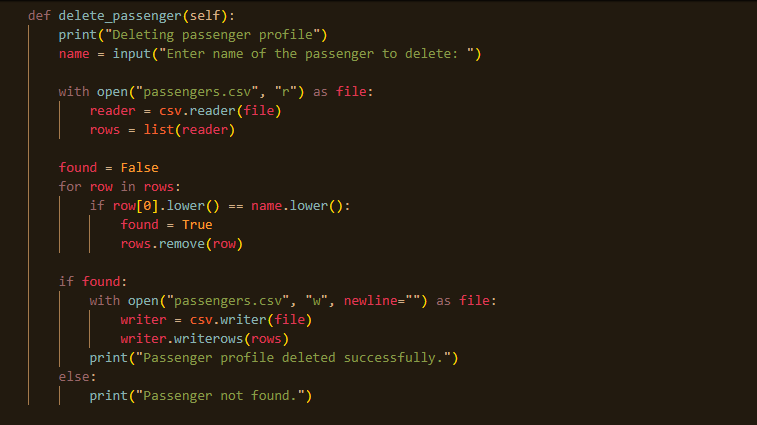 def delete_passenger(self):
    print("Deleting passenger profile")
    name = input("Enter name of the passenger to delete: ")

    with open("passengers.csv", "r") as file:
        reader = csv.reader(file)
        rows = list(reader)

    found = False
    for row in rows:
        if row[0].lower() == name.lower():
            found = True
            rows.remove(row)

    if found:
        with open("passengers.csv", "w", newline="") as file:
            writer = csv.writer(file)
            writer.writerows(rows)
        print("Passenger profile deleted successfully.")
    else:
        print("Passenger not found.")